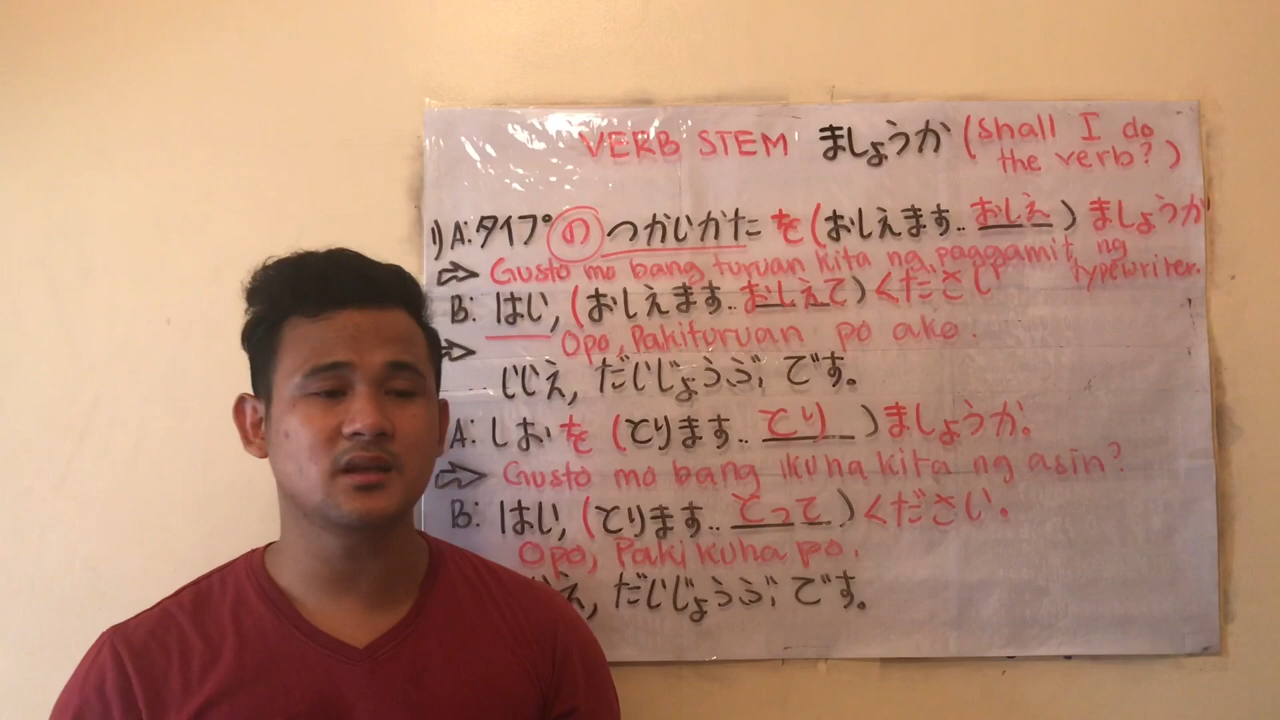 VERB STEM ましょうか (Shall I do
the verb?)
1) A: タイプ の つかいかた を (おしえます.. おしえ ) ましょうか
⇨ Gusto mo bang turuan kita ng paggamit ng
typewriter.
B: はい, (おしえます.. おしえて) ください
⇨ Opo, Pakituruan po ako.
いいえ, だいじょうぶ, です。
A: しお を (とります.. とり ) ましょうか。
⇨ Gusto mo bang ikuha kita ng asin?
B: はい, (とります.. とって ) ください.
Opo, Paki kuha po.
いえ, だいじょうぶ, です。